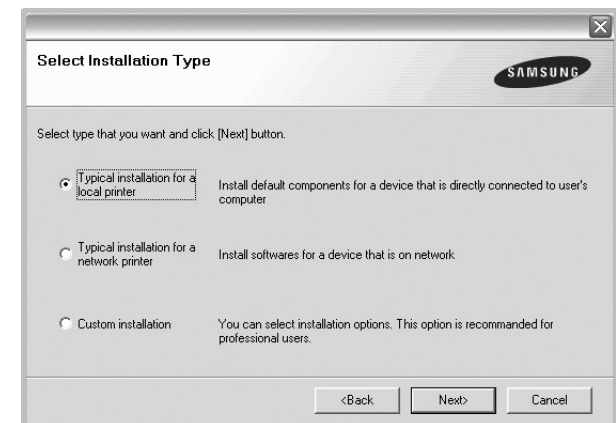 Select Installation Type
SAMSUNG
Select type that you want and click [Next] button.
Typical installation for a
local printer
Install default components for a device that is directly connected to user's
computer
Typical installation for a
network printer
Install softwares for a device that is on network
Custom installation
You can select installation options. This option is recommanded for
professional users.
<Back
Next>
Cancel